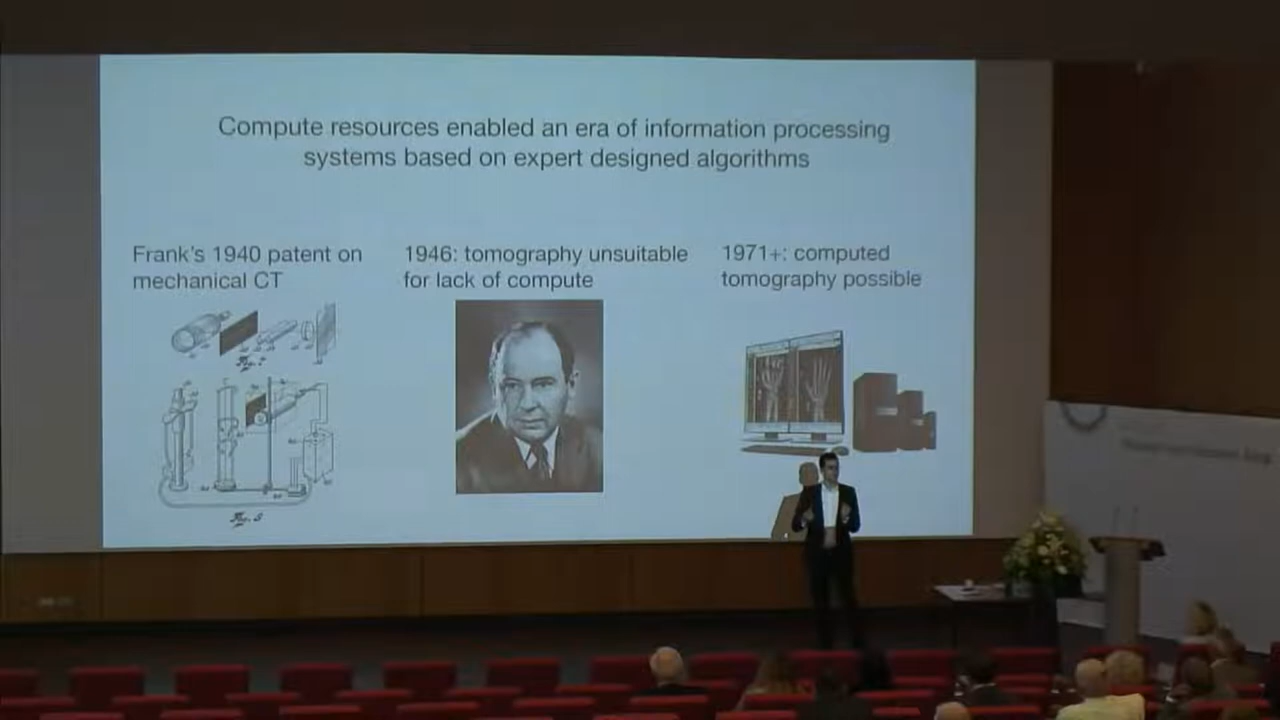 Compute resources enabled an era of information processing
systems based on expert designed algorithms
Frank's 1940 patent on
mechanical CT
1946: tomography unsuitable
for lack of compute
1971+: computed
tomography possible